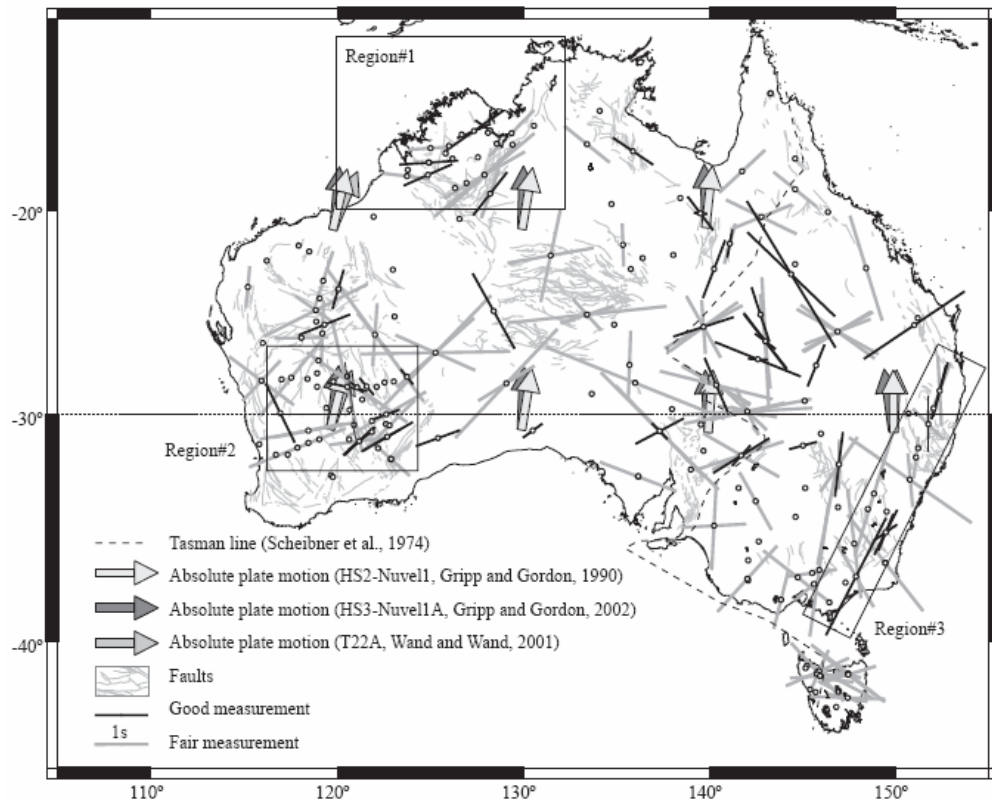 Region#1
-20°
-30°
Region#2
Tasman line (Scheibner et al., 1974)
Absolute plate motion (HS2-Nuvel1, Gripp and Gordon, 1990)
Absolute plate motion (HS3-Nuvel1A, Gripp and Gordon, 2002)
Region#3
Absolute plate motion (T22A, Wand and Wand, 2001)
-40°
Faults
Good measurement
1s
Fair measurement
110° 120° 130° 140° 150°